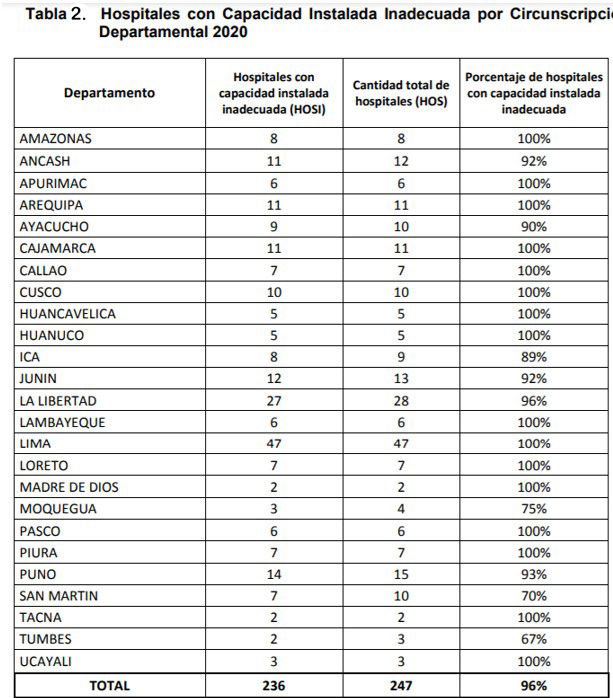 Tabla 2. Hospitales con Capacidad Instalada Inadecuada por Circunscripci
Departamental 2020
Departamento
Hospitales con
capacidad instalada
inadecuada (HOSI)
Cantidad total de
hospitales (HOS)
Porcentaje de hospitales
con capacidad instalada
inadecuada
AMAZONAS 8 8 100%
ANCASH 11 12 92%
APURIMAC 6 6 100%
AREQUIPA 11 11 100%
AYACUCHO 9 10 90%
CAJAMARCA 11 11 100%
CALLAO 7 7 100%
CUSCO 10 10 100%
HUANCAVELICA 5 5 100%
HUANUCO 5 5 100%
ICA 8 9 89%
JUNIN 12 13 92%
LA LIBERTAD 27 28 96%
LAMBAYEQUE 6 6 100%
LIMA 47 47 100%
LORETO 7 7 100%
MADRE DE DIOS 2 2 100%
MOQUEGUA 3 4 75%
PASCO 6 6 100%
PIURA 7 7 100%
PUNO 14 15 93%
SAN MARTIN 7 10 70%
TACNA 2 2 100%
TUMBES 2 3 67%
UCAYALI 3 3 100%
TOTAL 236 247 96%